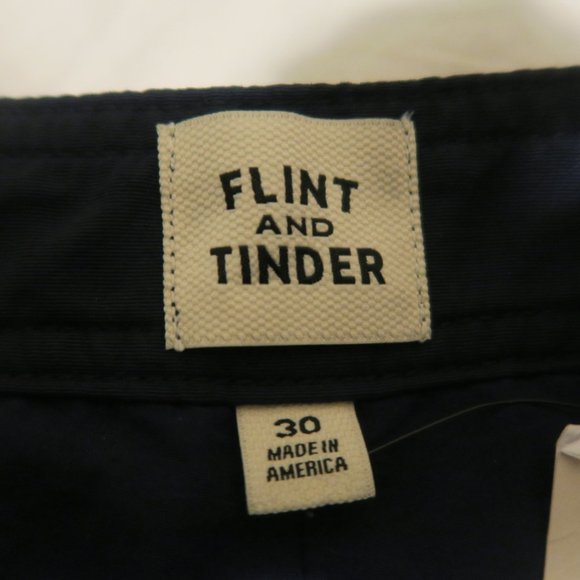 FLINT
AND
TINDER
30
MADE IN
AMERICA